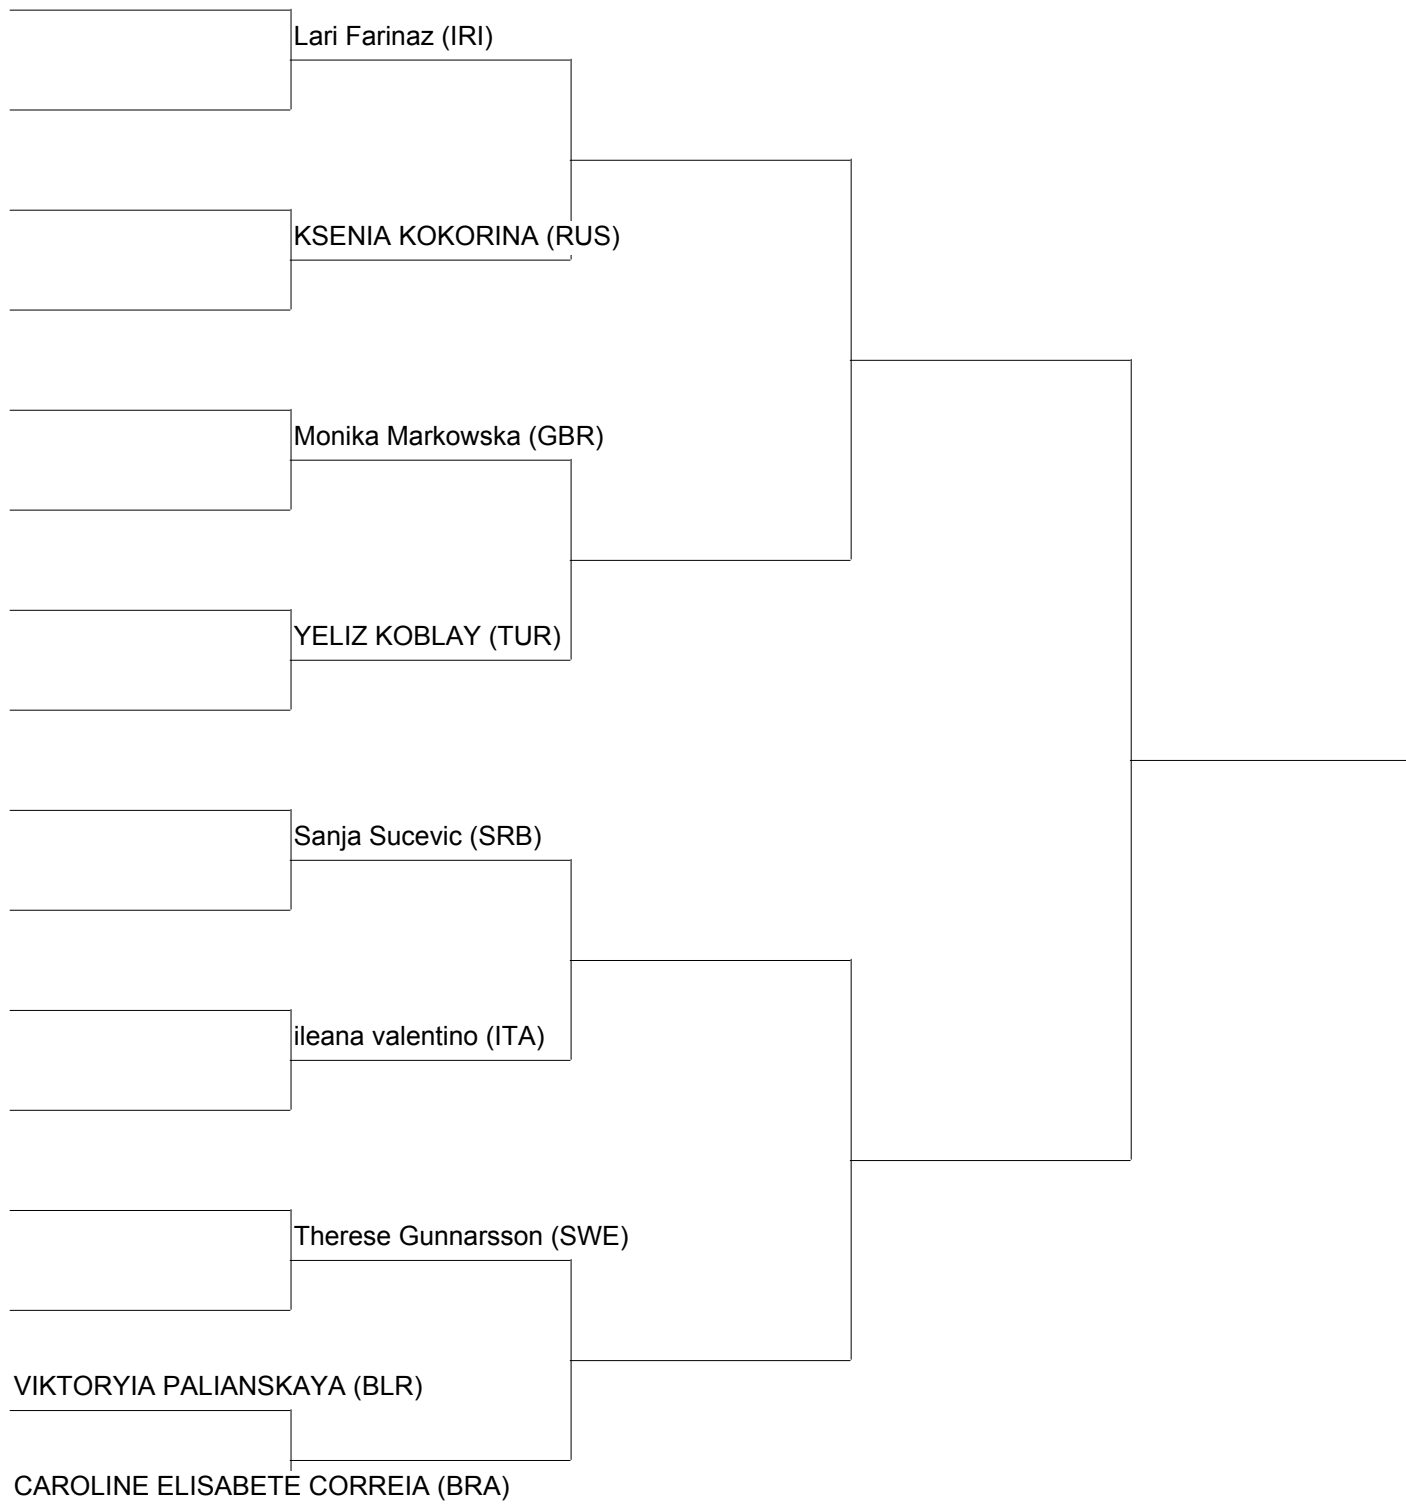 Lari Farinaz (IRI)
KSENIA KOKORINA (RUS)
Monika Markowska (GBR)
YELIZ KOBLAY (TUR)
Sanja Sucevic (SRB)
ileana valentino (ITA)
Therese Gunnarsson (SWE)
VIKTORYIA PALIANSKAYA (BLR)
CAROLINE ELISABETE CORREIA (BRA)